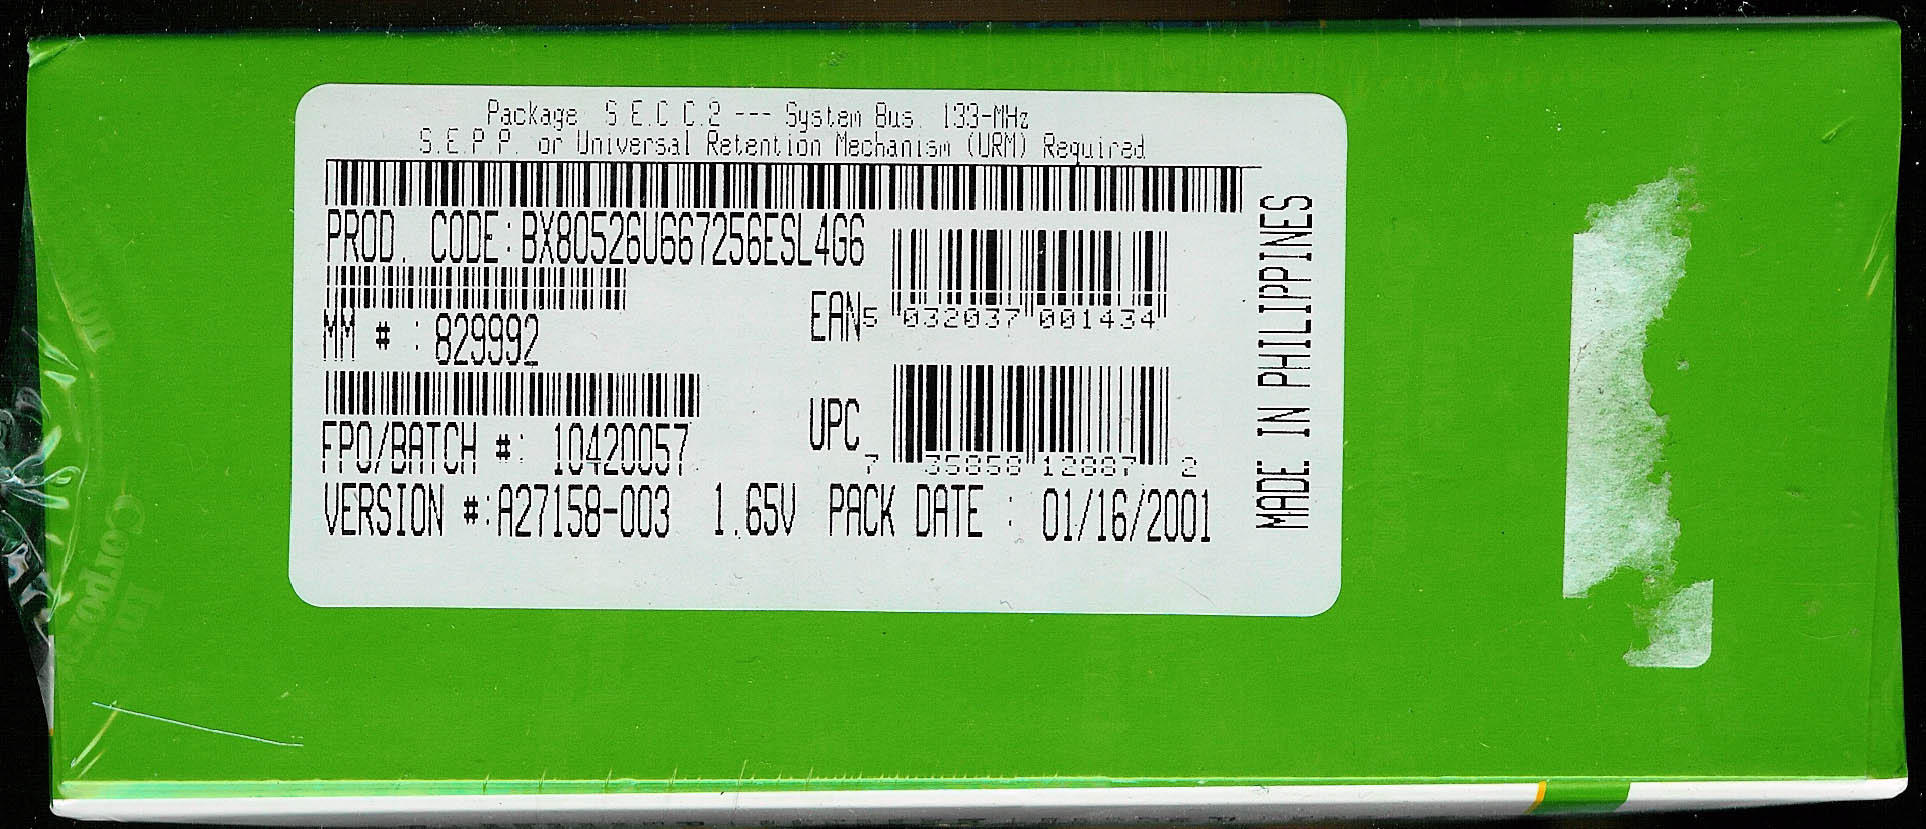 Package S.E.C.C.2 --- System Bus. 133-MHz
S.E.P.P. or Universal Retention Mechanism (URM) Required
PROD. CODE:BX80526U667256ESL4G6
MM # : 829992
EAN 5 032037 001434
FPO/BATCH #: 10420057
UPC 7 35858 12887 2
VERSION #:A27158-003 1.65V PACK DATE : 01/16/2001
MADE IN PHILIPPINES